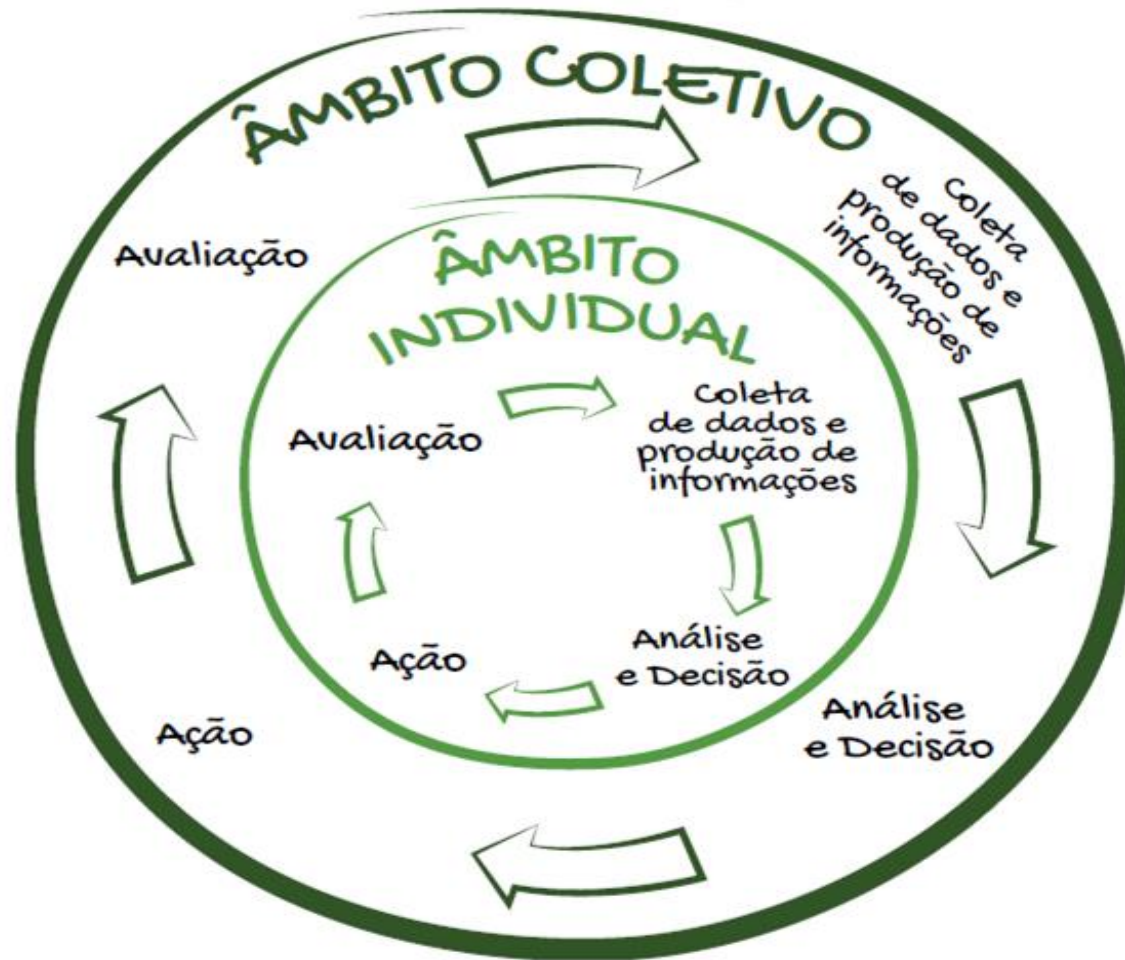 ÂMBITO COLETIVO
Coleta
de dados e
produção de
informações
Análise
e Decisão
Ação
Avaliação
ÂMBITO
INDIVIDUAL
Coleta
de dados e
produção de
informações
Análise
e Decisão
Ação
Avaliação